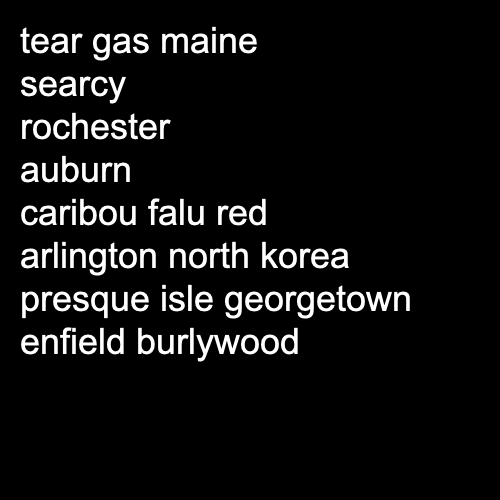 tear gas maine
searcy
rochester
auburn
caribou falu red
arlington north korea
presque isle georgetown
enfield burlywood